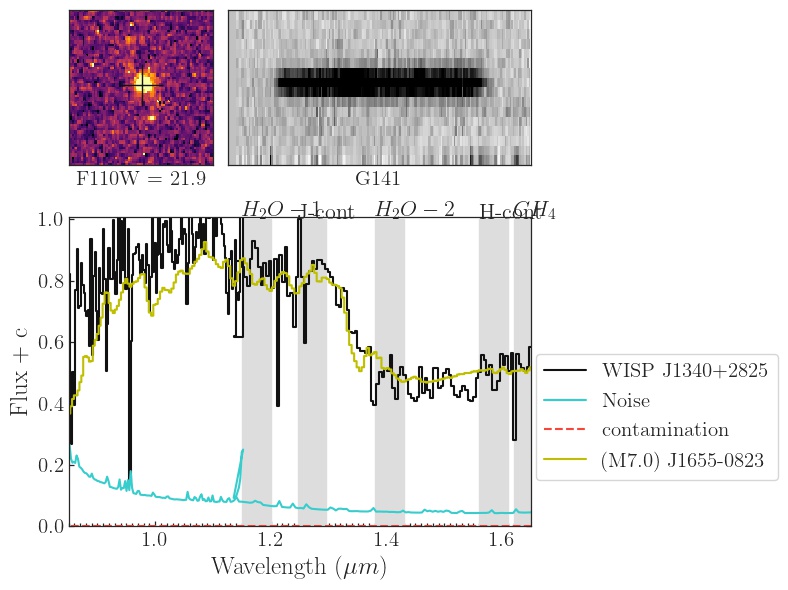 F110W = 21.9
G141
H₂O − 1
J-cont
H₂O − 2
H-cont
CH₄
1.0
0.8
0.6
0.4
0.2
0.0
Flux + c
1.0
1.2
1.4
1.6
Wavelength (μm)
WISP J1340+2825
Noise
contamination
(M7.0) J1655-0823